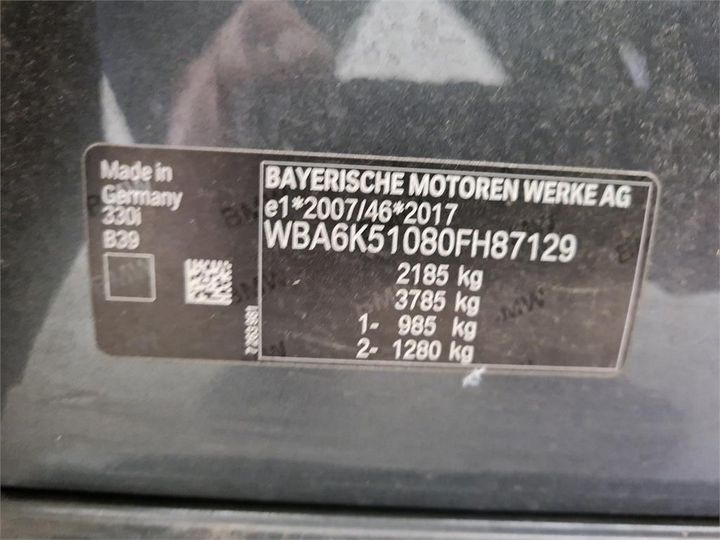 Made in
Germany
330i
B39
BAYERISCHE MOTOREN WERKE AG
e1*2007/46*2017
WBA6K51080FH87129
2185 kg
3785 kg
1- 985 kg
2- 1280 kg
BMW